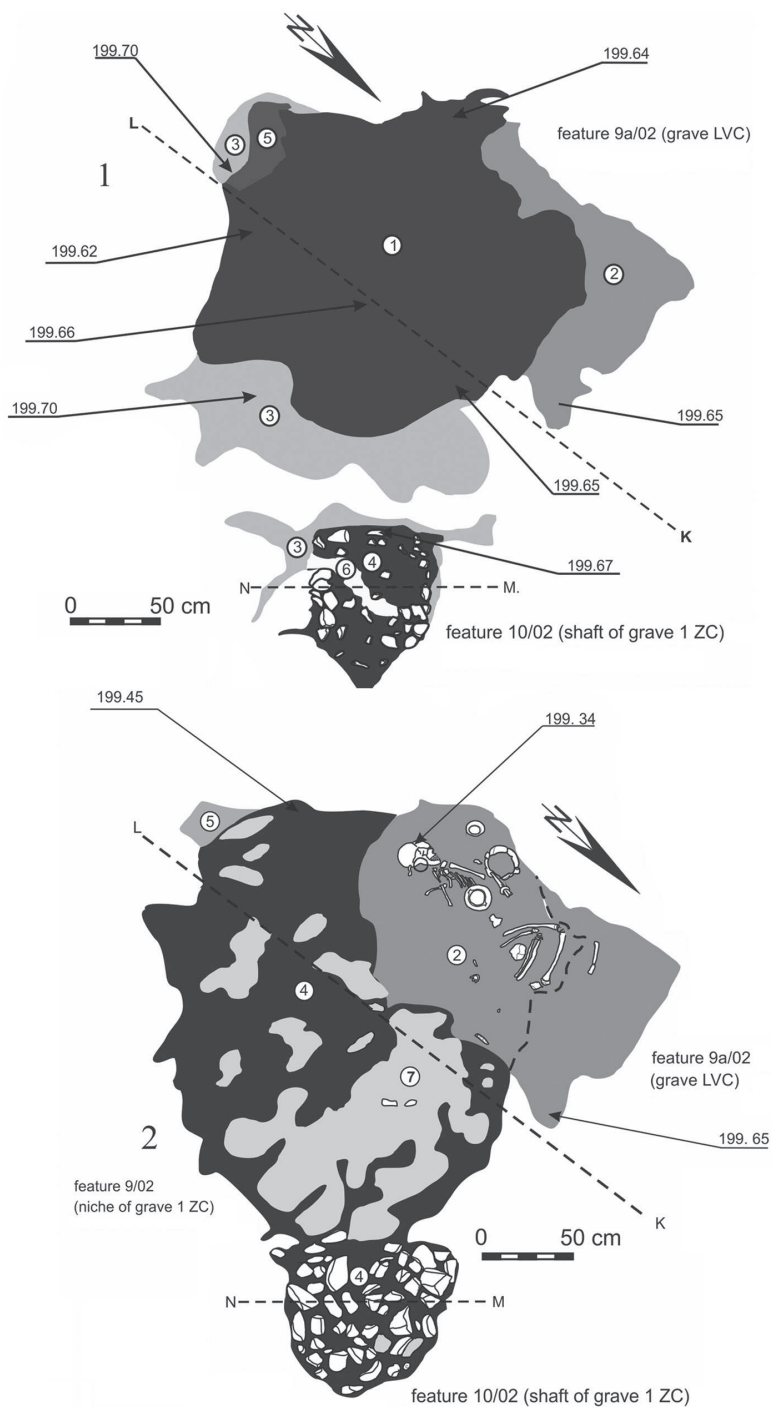 N
199.70
199.64
L
feature 9a/02 (grave LVC)
3
5
1
199.62
1
2
199.66
199.70
3
199.65
199.65
K
3
6
4
199.67
N
M.
0 50 cm
feature 10/02 (shaft of grave 1 ZC)
199.45
199. 34
N
L
5
2
4
feature 9a/02
(grave LVC)
7
2
199. 65
feature 9/02
(niche of grave 1 ZC)
K
0 50 cm
4
N
M
feature 10/02 (shaft of grave 1 ZC)